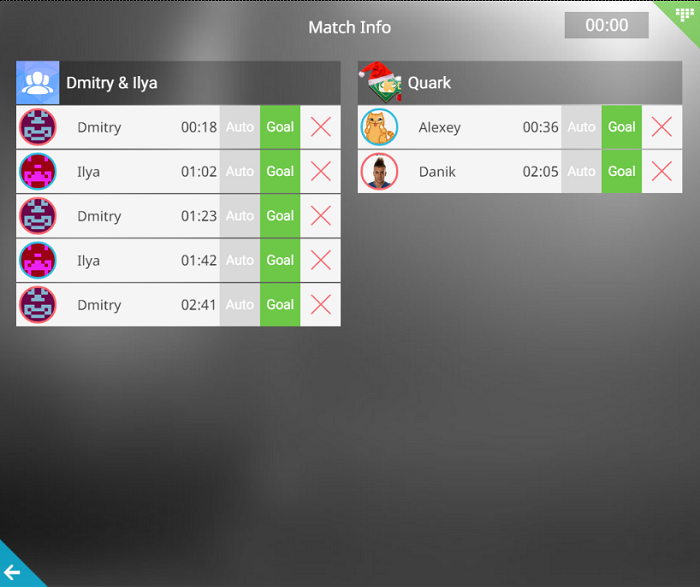 Match Info
00:00
Dmitry & Ilya
Dmitry 00:18 Auto Goal
Ilya 01:02 Auto Goal
Dmitry 01:23 Auto Goal
Ilya 01:42 Auto Goal
Dmitry 02:41 Auto Goal
Quark
Alexey 00:36 Auto Goal
Danik 02:05 Auto Goal